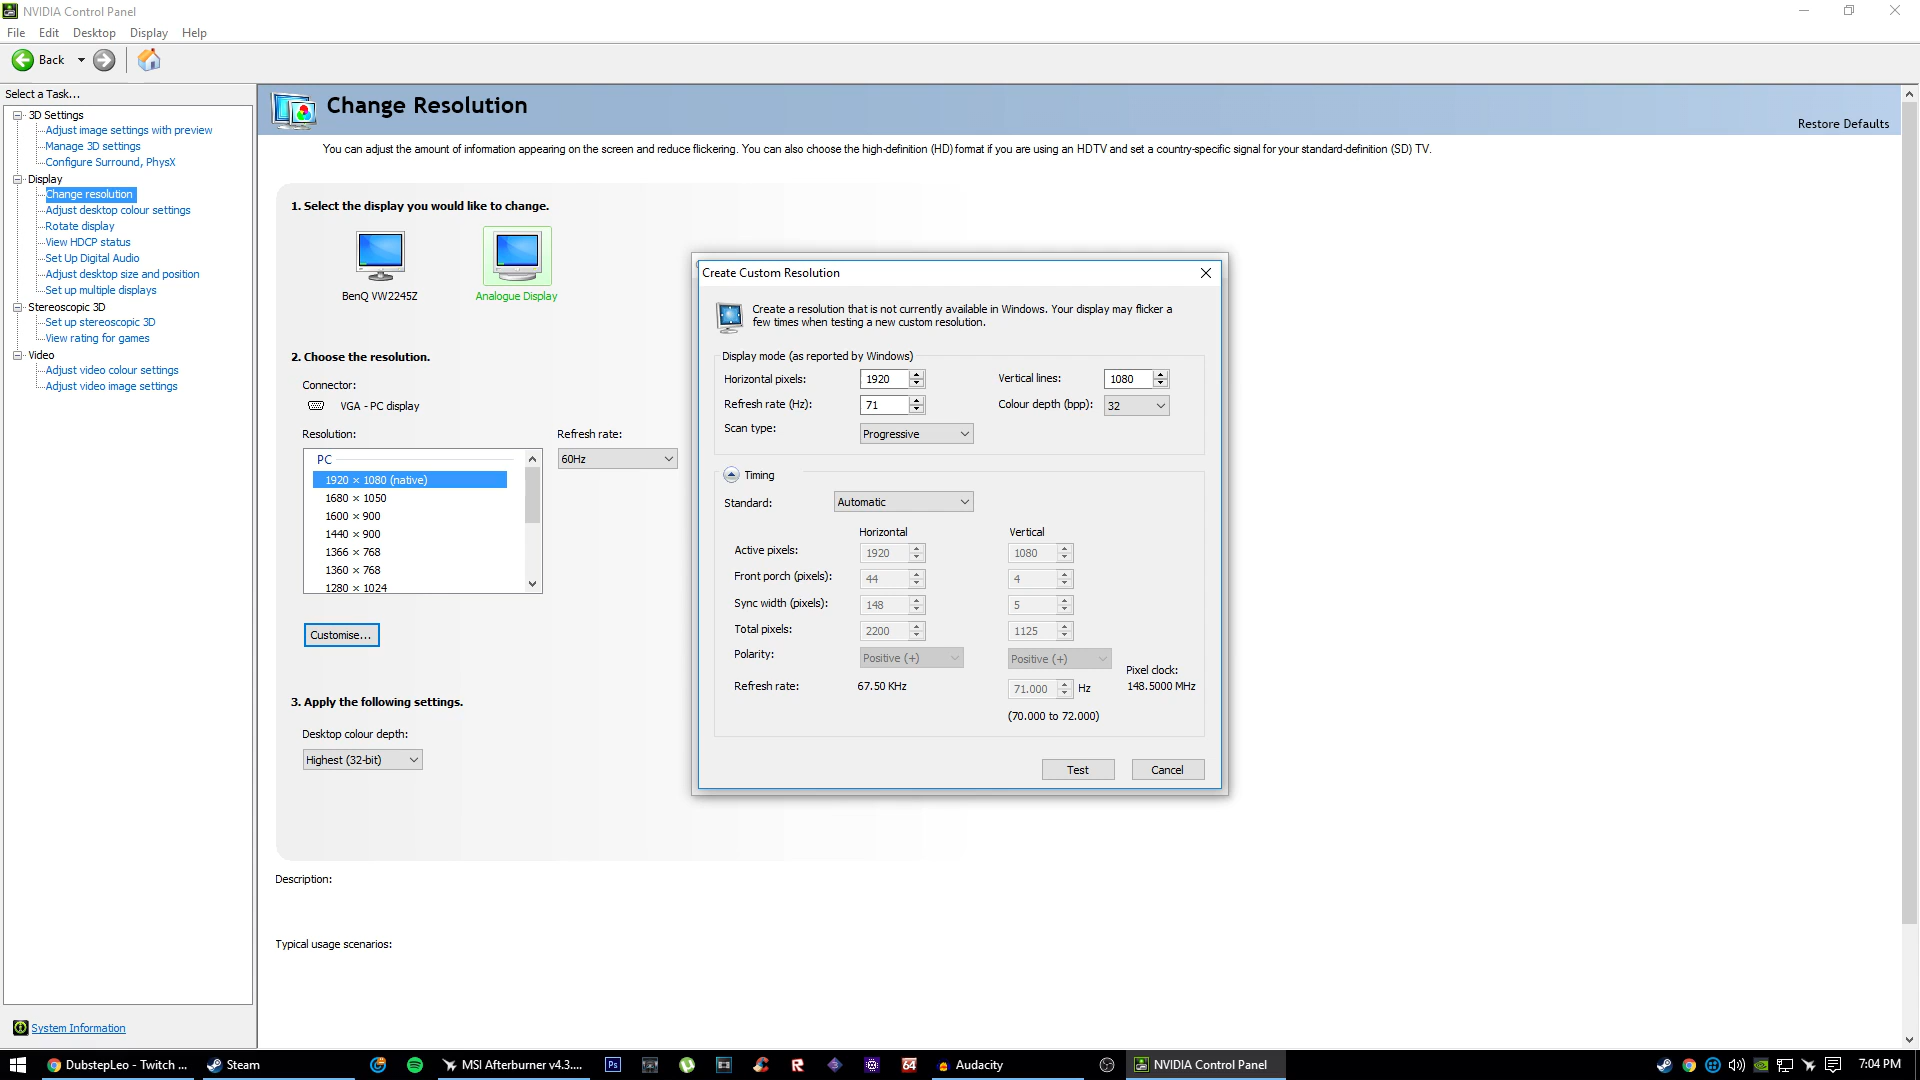 NVIDIA Control Panel
File Edit Desktop Display Help
Back
Select a Task...
3D Settings
Adjust image settings with preview
Manage 3D settings
Configure Surround, PhysX
Display
Change resolution
Adjust desktop colour settings
Rotate display
View HDCP status
Set Up Digital Audio
Adjust desktop size and position
Set up multiple displays
Stereoscopic 3D
Set up stereoscopic 3D
View rating for games
Video
Adjust video colour settings
Adjust video image settings
System Information
Change Resolution
Restore Defaults
You can adjust the amount of information appearing on the screen and reduce flickering. You can also choose the high-definition (HD) format if you are using an HDTV and set a country-specific signal for your standard-definition (SD) TV.
1. Select the display you would like to change.
BenQ VW2245Z
Analogue Display
2. Choose the resolution.
Connector:
VGA - PC display
Resolution:
Refresh rate:
PC
60Hz
1920 × 1080 (native)
1680 × 1050
1600 × 900
1440 × 900
1366 × 768
1360 × 768
1280 × 1024
Customise...
3. Apply the following settings.
Desktop colour depth:
Highest (32-bit)
Description:
Typical usage scenarios:
Create Custom Resolution
Create a resolution that is not currently available in Windows. Your display may flicker a
few times when testing a new custom resolution.
Display mode (as reported by Windows)
Horizontal pixels: 1920 Vertical lines: 1080
Refresh rate (Hz): 71 Colour depth (bpp): 32
Scan type: Progressive
Timing
Standard: Automatic
Horizontal Vertical
Active pixels: 1920 1080
Front porch (pixels): 44 4
Sync width (pixels): 148 5
Total pixels: 2200 1125
Polarity: Positive (+) Positive (+)
Pixel clock:
Refresh rate: 67.50 KHz 71.000 Hz 148.5000 MHz
(70.000 to 72.000)
Test Cancel
DubstepLeo - Twitch ... Steam MSI Afterburner v4.3.... Ps R 64 Audacity NVIDIA Control Panel 7:04 PM